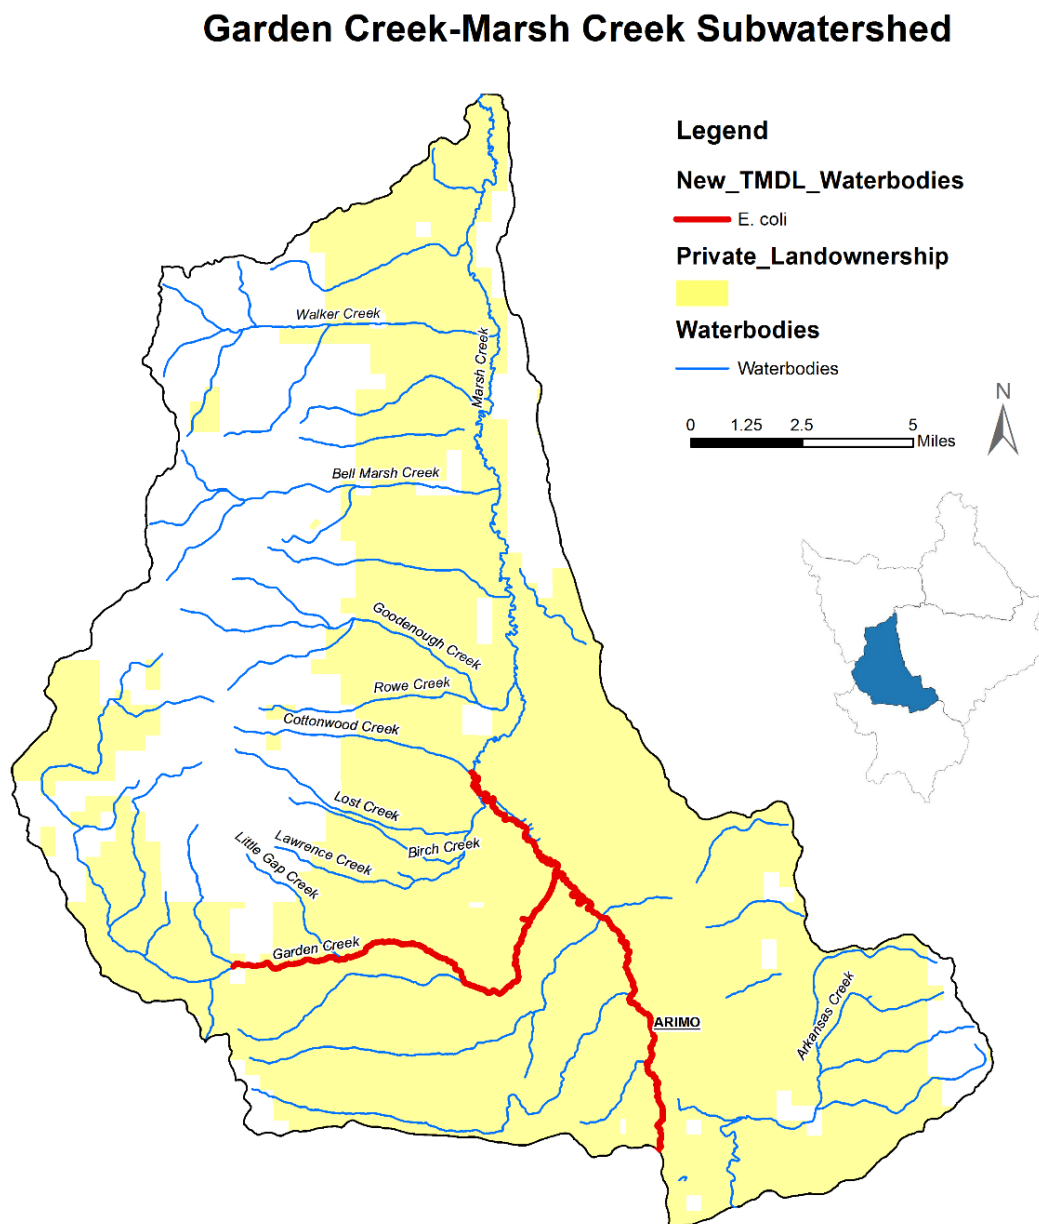 Garden Creek-Marsh Creek Subwatershed
Legend
New_TMDL_Waterbodies
E. coli
Private_Landownership
Waterbodies
Waterbodies
N
0 1.25 2.5 5
Miles
Walker Creek
Marsh Creek
Bell Marsh Creek
Goodenough Creek
Rowe Creek
Cottonwood Creek
Lost Creek
Birch Creek
Lawrence Creek
Little Gap Creek
Garden Creek
ARIMO
Arkansas Creek